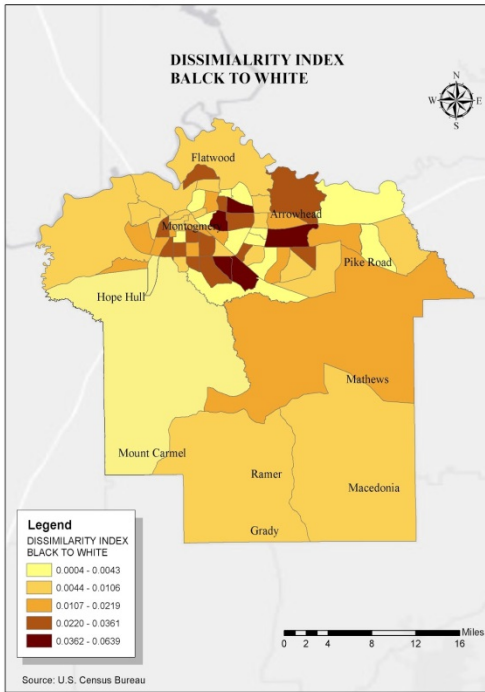 DISSIMIALRITY INDEX
BALCK TO WHITE
N
W E
S
Flatwood
Montogmery
Arrowhead
Pike Road
Hope Hull
Mathews
Mount Carmel
Ramer
Macedonia
Grady
Legend
DISSIMILARITY INDEX
BLACK TO WHITE
0.0004 - 0.0043
0.0044 - 0.0106
0.0107 - 0.0219
0.0220 - 0.0361
0.0362 - 0.0639
Miles
0 2 4 8 12 16
Source: U.S. Census Bureau